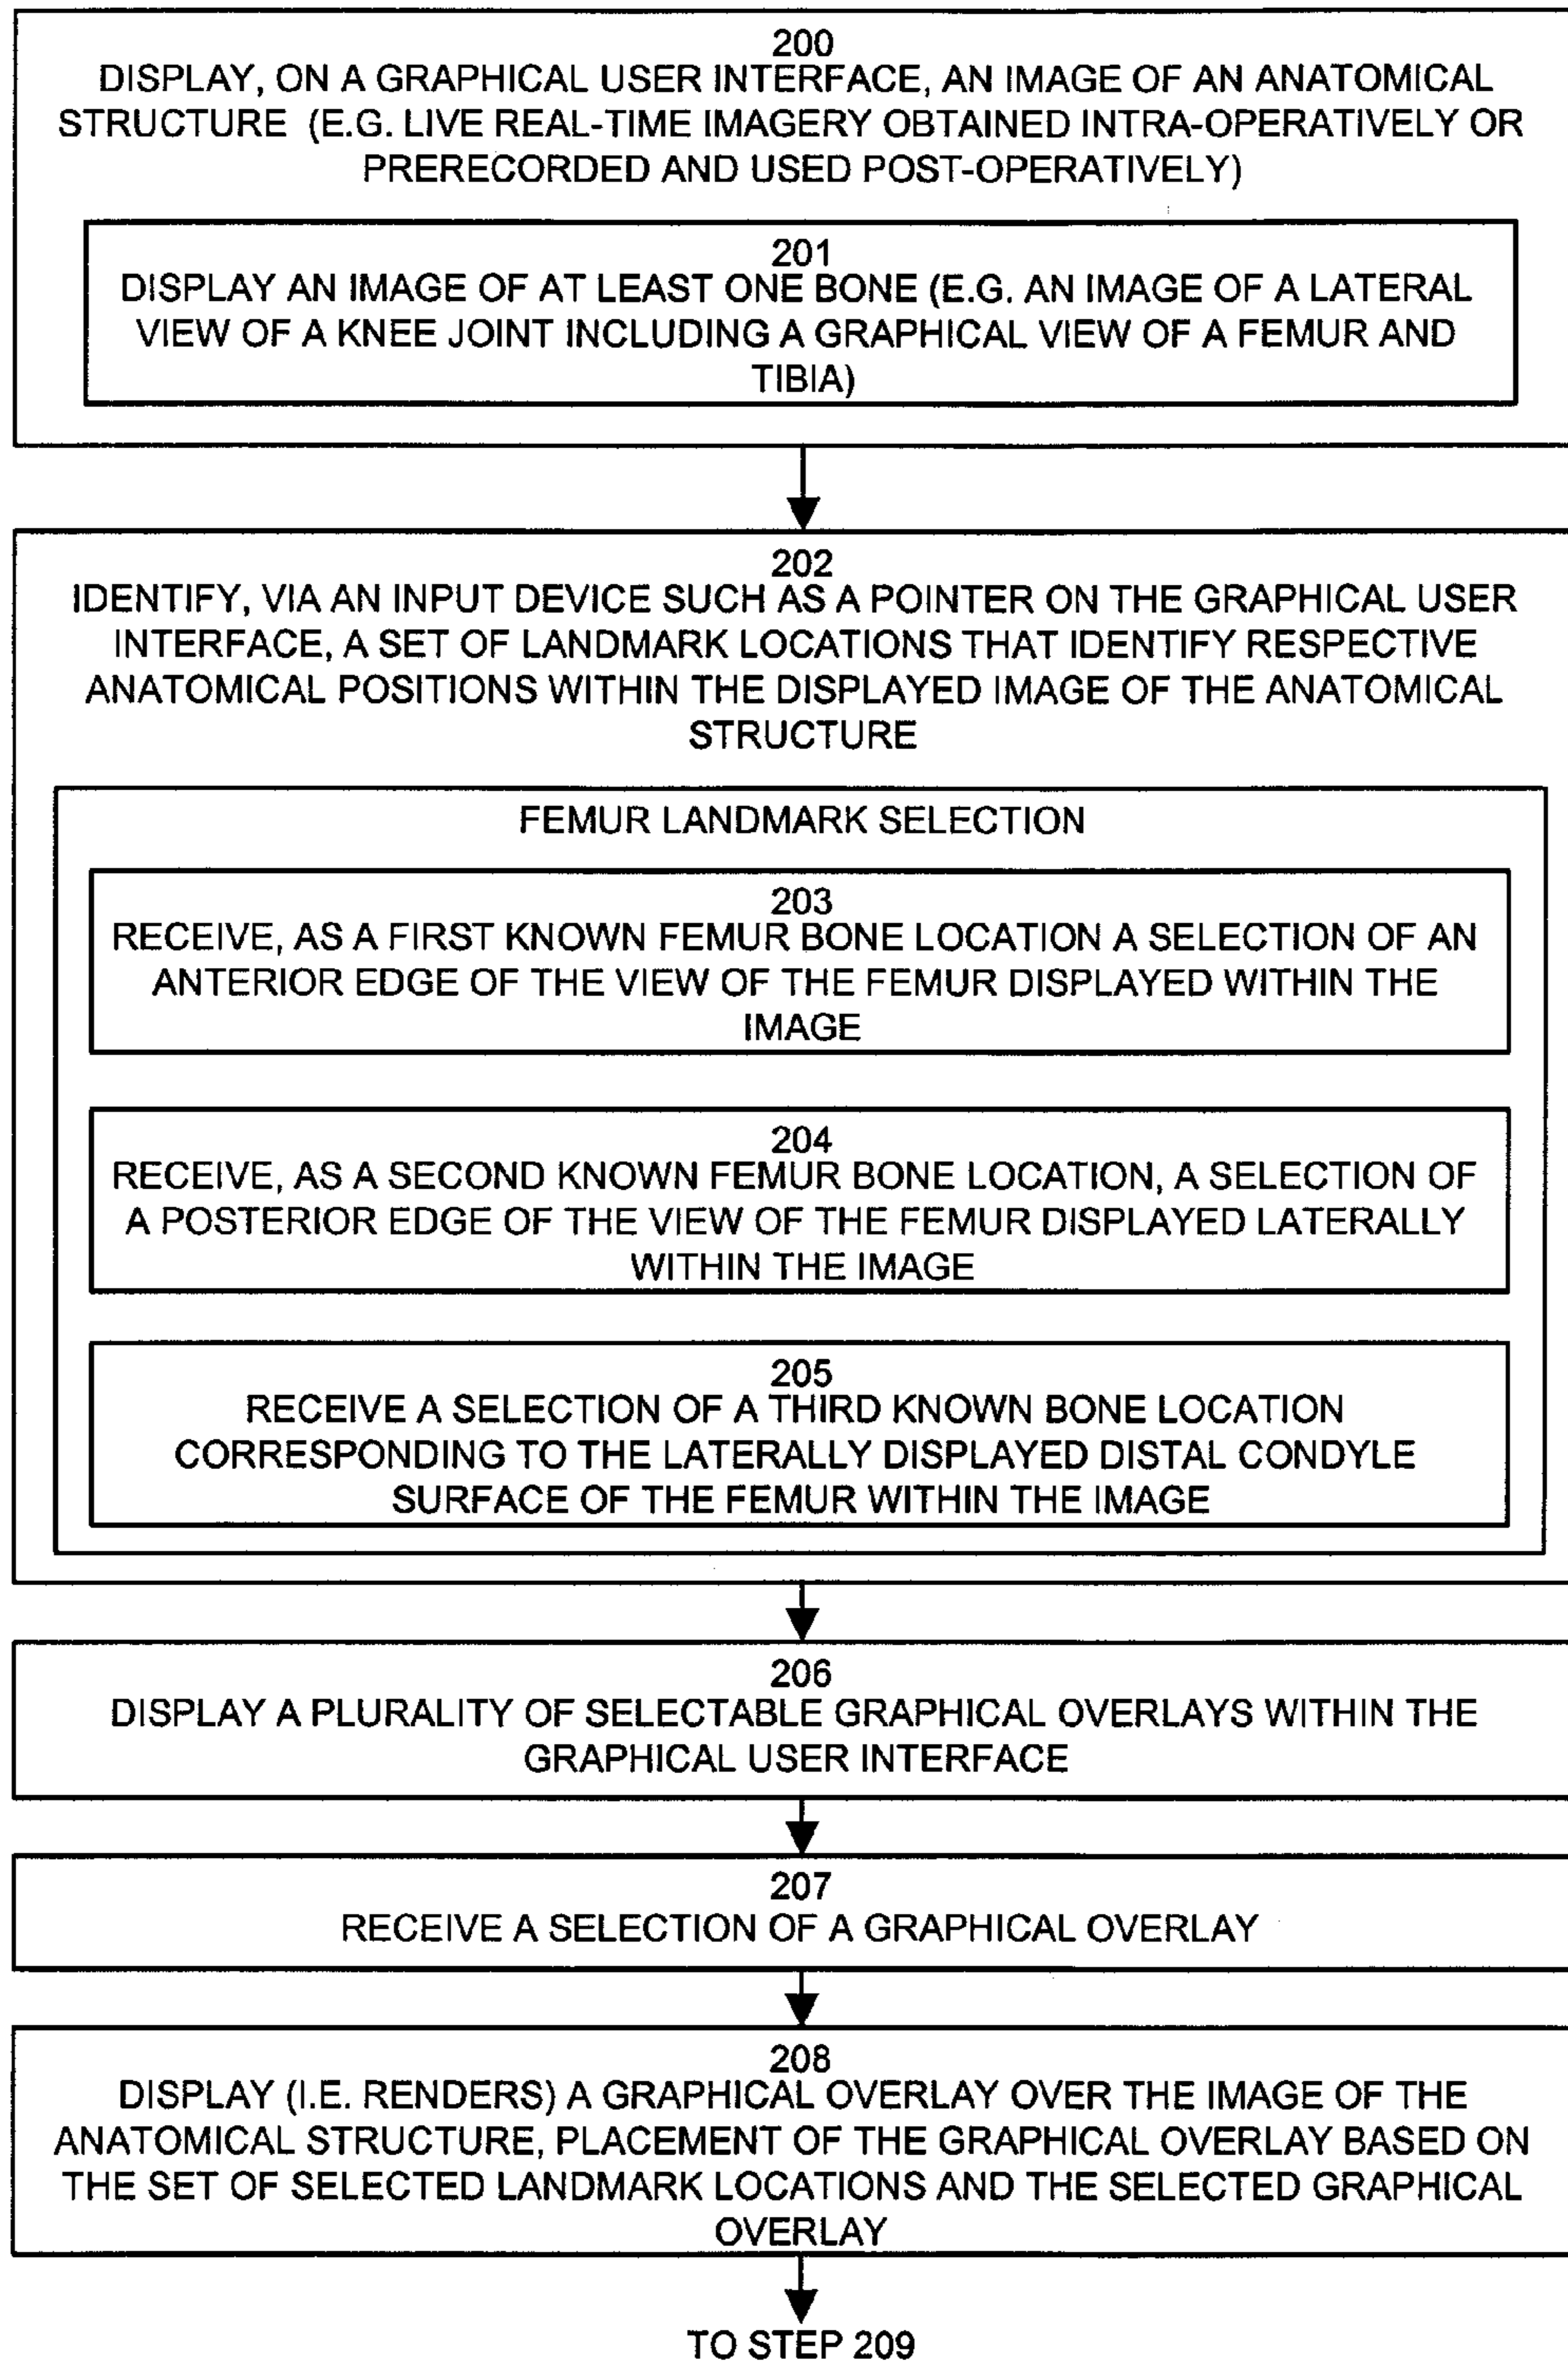 200
DISPLAY, ON A GRAPHICAL USER INTERFACE, AN IMAGE OF AN ANATOMICAL
STRUCTURE (E.G. LIVE REAL-TIME IMAGERY OBTAINED INTRA-OPERATIVELY OR
PRERECORDED AND USED POST-OPERATIVELY)
201
DISPLAY AN IMAGE OF AT LEAST ONE BONE (E.G. AN IMAGE OF A LATERAL
VIEW OF A KNEE JOINT INCLUDING A GRAPHICAL VIEW OF A FEMUR AND
TIBIA)
202
IDENTIFY, VIA AN INPUT DEVICE SUCH AS A POINTER ON THE GRAPHICAL USER
INTERFACE, A SET OF LANDMARK LOCATIONS THAT IDENTIFY RESPECTIVE
ANATOMICAL POSITIONS WITHIN THE DISPLAYED IMAGE OF THE ANATOMICAL
STRUCTURE
FEMUR LANDMARK SELECTION
203
RECEIVE, AS A FIRST KNOWN FEMUR BONE LOCATION A SELECTION OF AN
ANTERIOR EDGE OF THE VIEW OF THE FEMUR DISPLAYED WITHIN THE
IMAGE
204
RECEIVE, AS A SECOND KNOWN FEMUR BONE LOCATION, A SELECTION OF
A POSTERIOR EDGE OF THE VIEW OF THE FEMUR DISPLAYED LATERALLY
WITHIN THE IMAGE
205
RECEIVE A SELECTION OF A THIRD KNOWN BONE LOCATION
CORRESPONDING TO THE LATERALLY DISPLAYED DISTAL CONDYLE
SURFACE OF THE FEMUR WITHIN THE IMAGE
206
DISPLAY A PLURALITY OF SELECTABLE GRAPHICAL OVERLAYS WITHIN THE
GRAPHICAL USER INTERFACE
207
RECEIVE A SELECTION OF A GRAPHICAL OVERLAY
208
DISPLAY (I.E. RENDERS) A GRAPHICAL OVERLAY OVER THE IMAGE OF THE
ANATOMICAL STRUCTURE, PLACEMENT OF THE GRAPHICAL OVERLAY BASED ON
THE SET OF SELECTED LANDMARK LOCATIONS AND THE SELECTED GRAPHICAL
OVERLAY
TO STEP 209